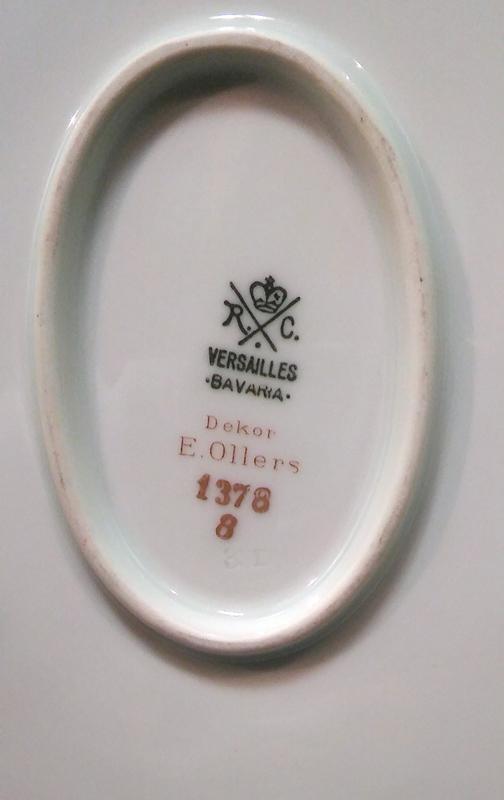 R. C.
VERSAILLES
·BAVARIA·
Dekor
E. Ollers
1378
8